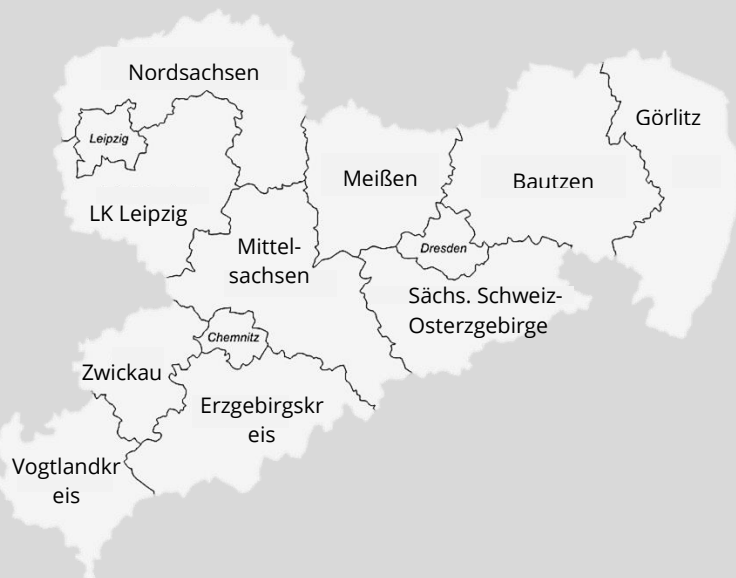 Nordsachsen
Leipzig
Görlitz
Meißen
Bautzen
LK Leipzig
Mittel-
sachsen
Dresden
Sächs. Schweiz-
Osterzgebirge
Chemnitz
Zwickau
Erzgebirgskr
eis
Vogtlandkr
eis